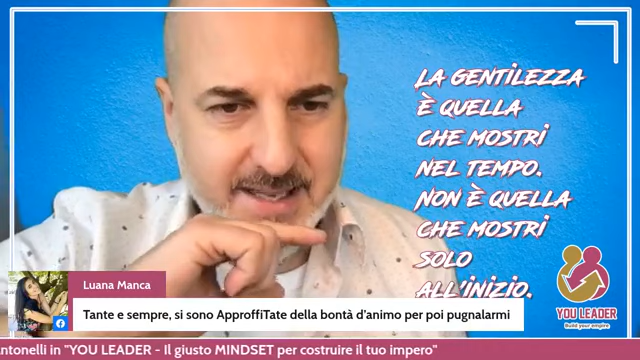 LA GENTILEZZA
È QUELLA
CHE MOSTRI
NEL TEMPO.
NON È QUELLA
CHE MOSTRI
SOLO
ALL'INIZIO.
YOU LEADER
Build your empire
Luana Manca
Tante e sempre, si sono ApproffiTate della bontà d'animo per poi pugnalarmi
ntonelli in "YOU LEADER - Il giusto MINDSET per costruire il tuo impero"